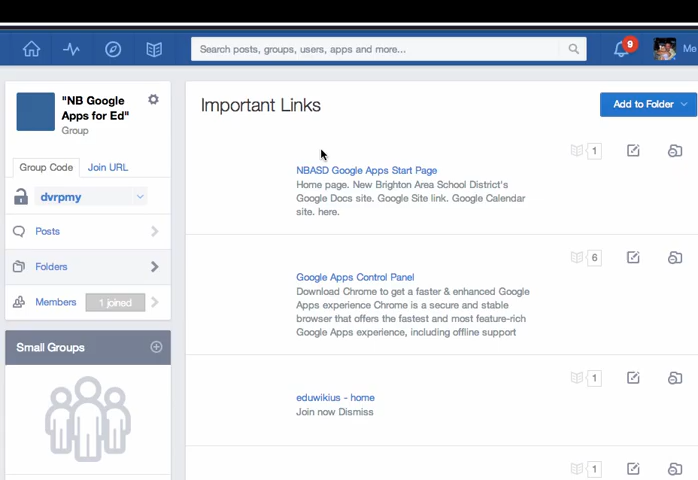 Search posts, groups, users, apps and more...
9
Me
"NB Google
Apps for Ed"
Group
Group Code
Join URL
dvrpmy
Posts
Folders
Members
1 joined
Small Groups
Important Links
Add to Folder
NBASD Google Apps Start Page
Home page. New Brighton Area School District's
Google Docs site. Google Site link. Google Calendar
site. here.
1
Google Apps Control Panel
Download Chrome to get a faster & enhanced Google
Apps experience Chrome is a secure and stable
browser that offers the fastest and most feature-rich
Google Apps experience, including offline support
6
eduwikius - home
Join now Dismiss
1
1